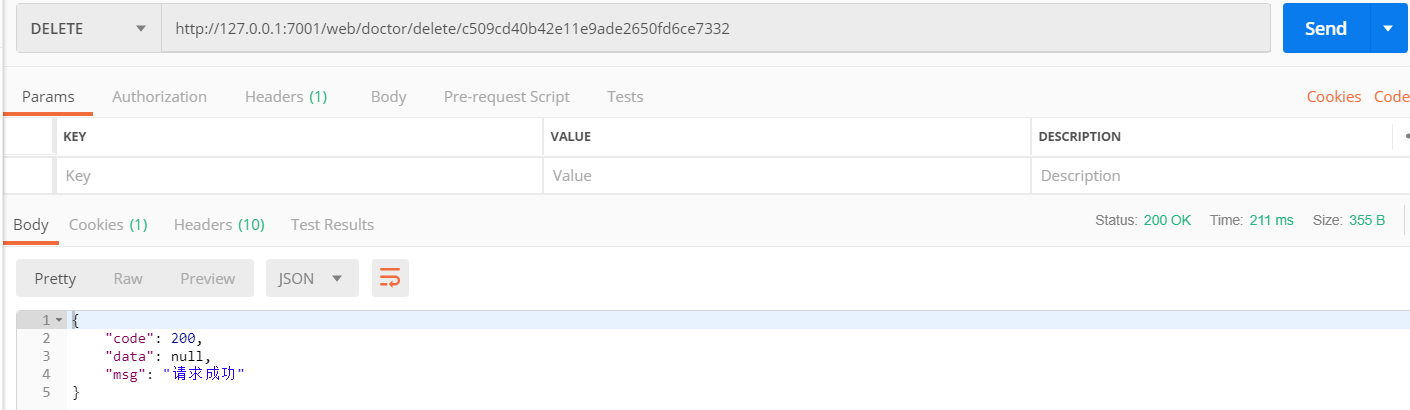 DELETE http://127.0.0.1:7001/web/doctor/delete/c509cd40b42e11e9ade2650fd6ce7332 Send
Params Authorization Headers (1) Body Pre-request Script Tests Cookies Code
KEY VALUE DESCRIPTION
Key Value Description
Body Cookies (1) Headers (10) Test Results Status: 200 OK Time: 211 ms Size: 355 B
Pretty Raw Preview JSON
1 {
2 "code": 200,
3 "data": null,
4 "msg": "请求成功"
5 }